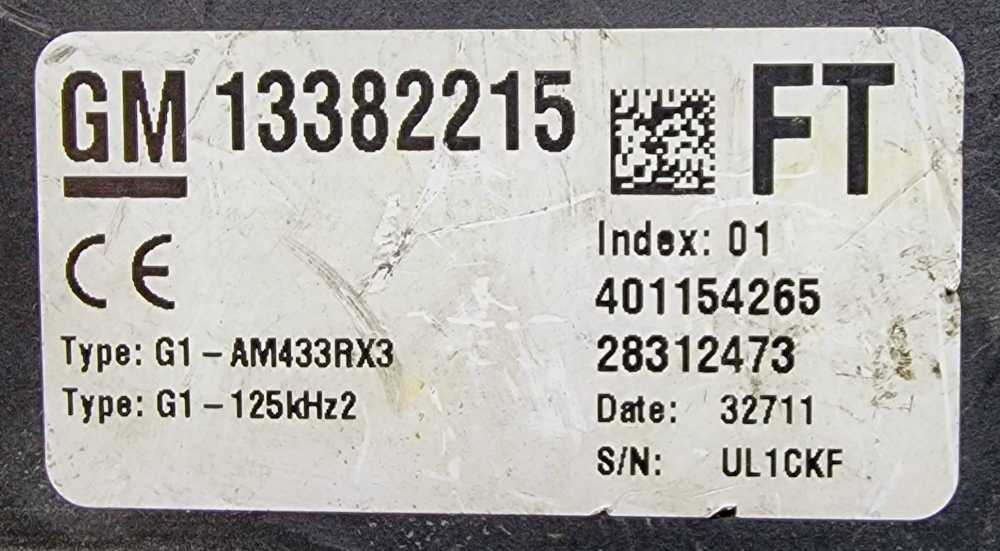 GM 13382215 FT
CE
Type: G1-AM433RX3
Type: G1-125kHz2
Index: 01
401154265
28312473
Date: 32711
S/N: UL1CKF